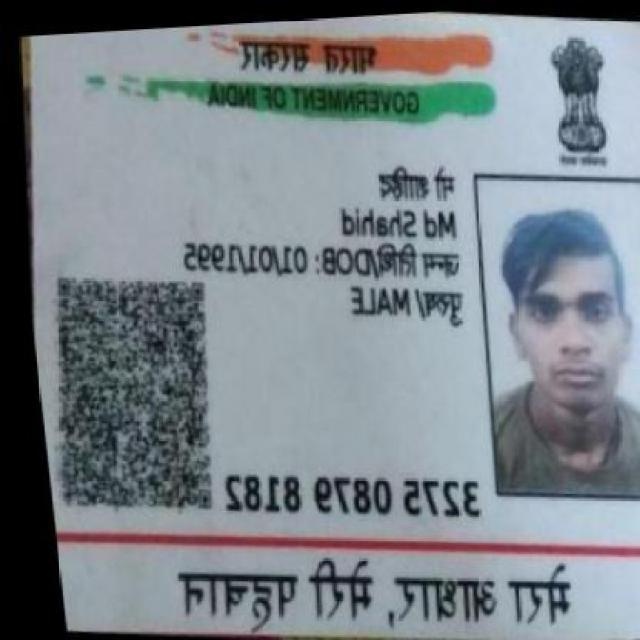 भारत सरकार
GOVERNMENT OF INDIA
मो शाहिद
Md Shahid
जन्म तिथि/DOB: 01/01/1995
पुरुष/ MALE
3275 0879 8182
मेरा आधार, मेरी पहचान